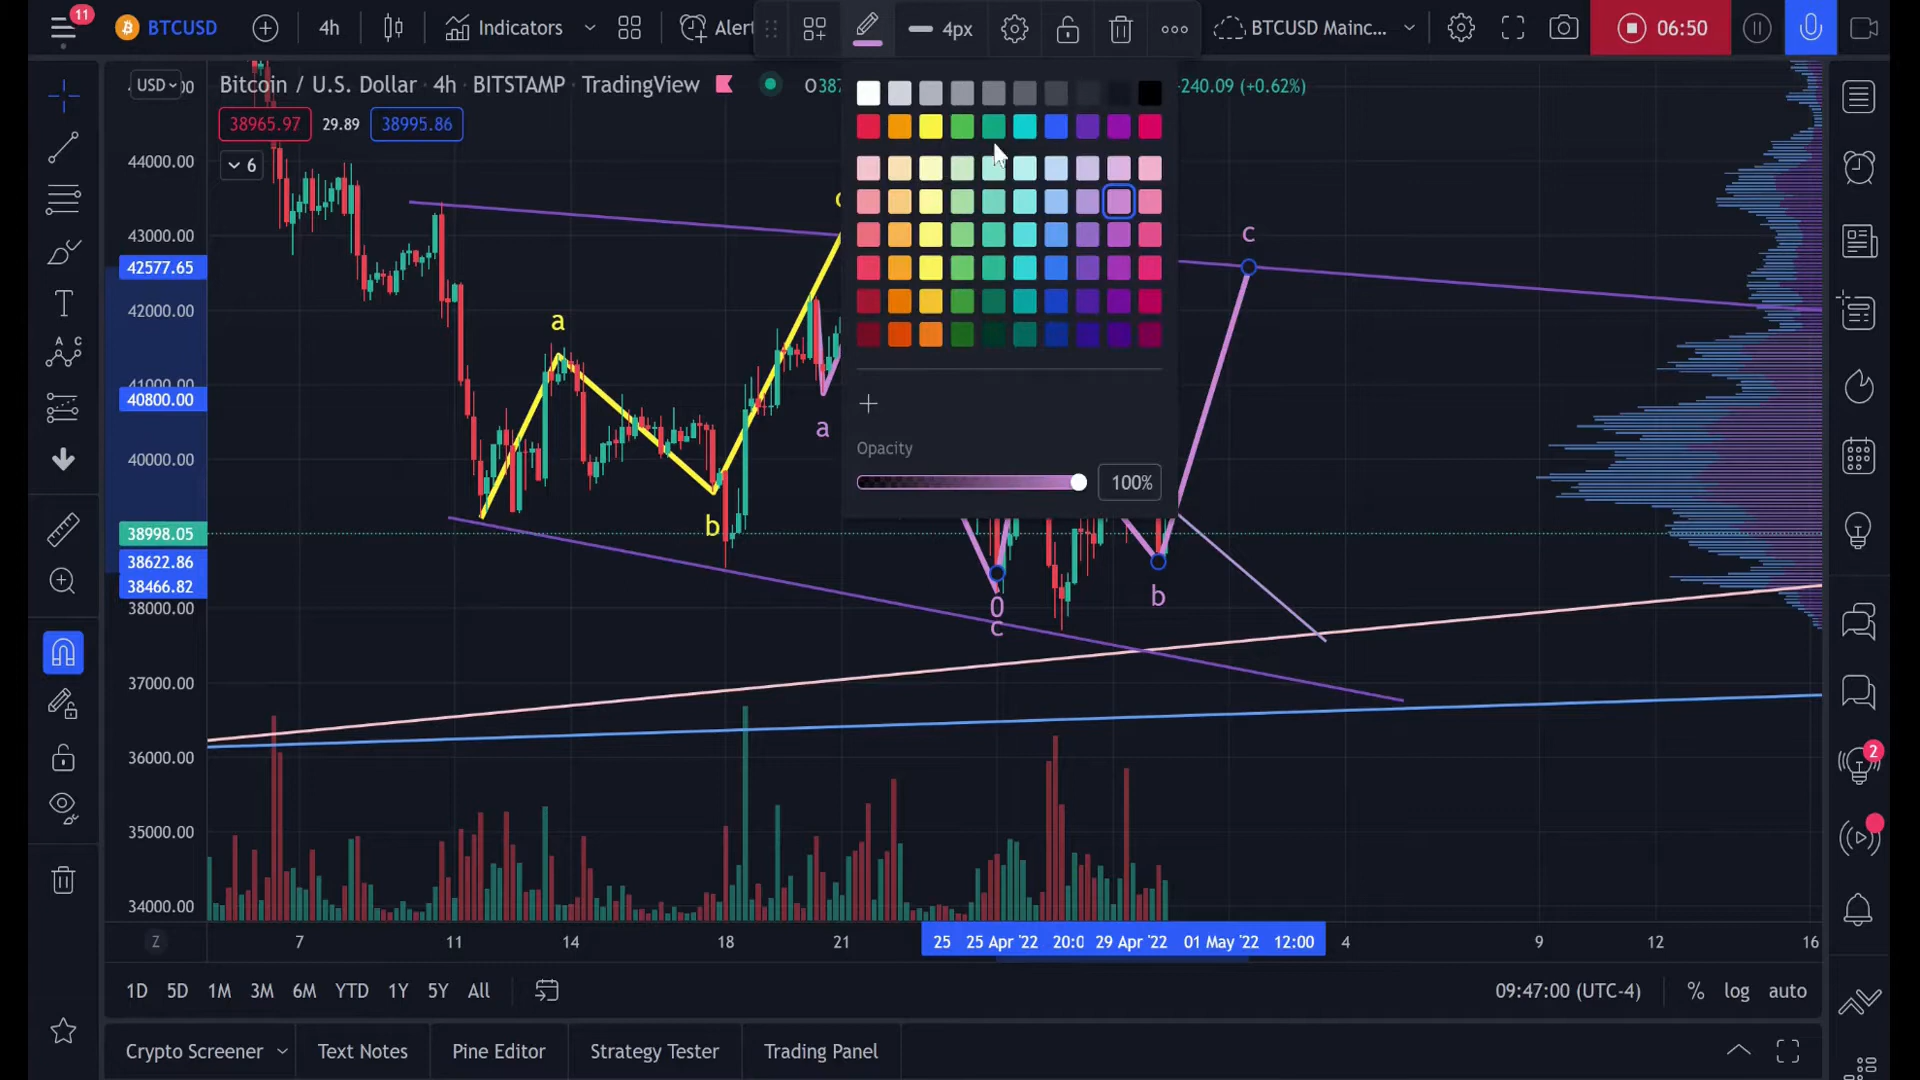 11
BTCUSD
4h
Indicators
Alert
4px
BTCUSD Mainc...
06:50
USD
Bitcoin / U.S. Dollar · 4h · BITSTAMP · TradingView
O387
-240.09 (+0.62%)
38965.97
29.89
38995.86
6
44000.00
43000.00
42577.65
42000.00
41000.00
40800.00
40000.00
38998.05
38622.86
38466.82
38000.00
37000.00
36000.00
35000.00
34000.00
a
b
a
0
c
b
c
Opacity
100%
2
Z
7
11
14
18
21
25
25 Apr '22
20:0
29 Apr '22
01 May '22
12:00
4
9
12
16
1D
5D
1M
3M
6M
YTD
1Y
5Y
All
09:47:00 (UTC-4)
%
log
auto
Crypto Screener
Text Notes
Pine Editor
Strategy Tester
Trading Panel